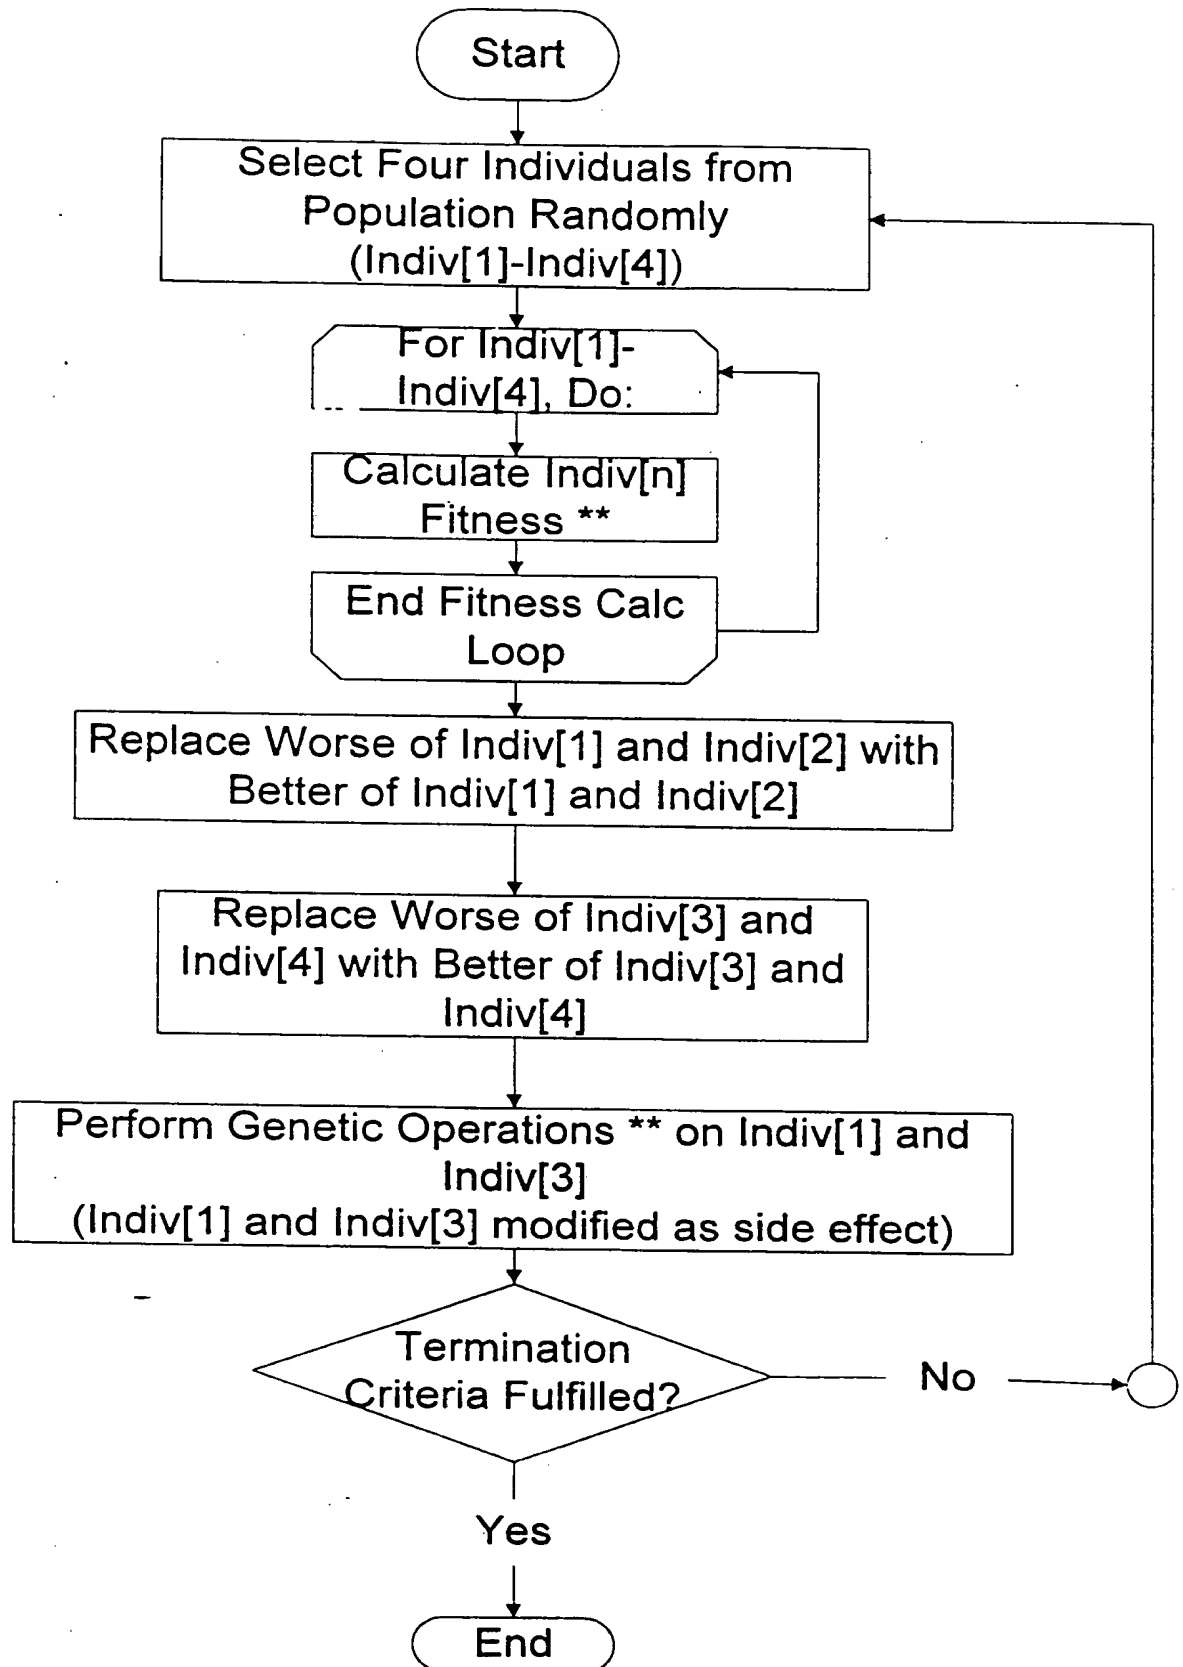 Start
Select Four Individuals from
Population Randomly
(Indiv[1]-Indiv[4])
For Indiv[1]-
Indiv[4], Do:
Calculate Indiv[n]
Fitness **
End Fitness Calc
Loop
Replace Worse of Indiv[1] and Indiv[2] with
Better of Indiv[1] and Indiv[2]
Replace Worse of Indiv[3] and
Indiv[4] with Better of Indiv[3] and
Indiv[4]
Perform Genetic Operations ** on Indiv[1] and
Indiv[3]
(Indiv[1] and Indiv[3] modified as side effect)
Termination
Criteria Fulfilled?
No
Yes
End